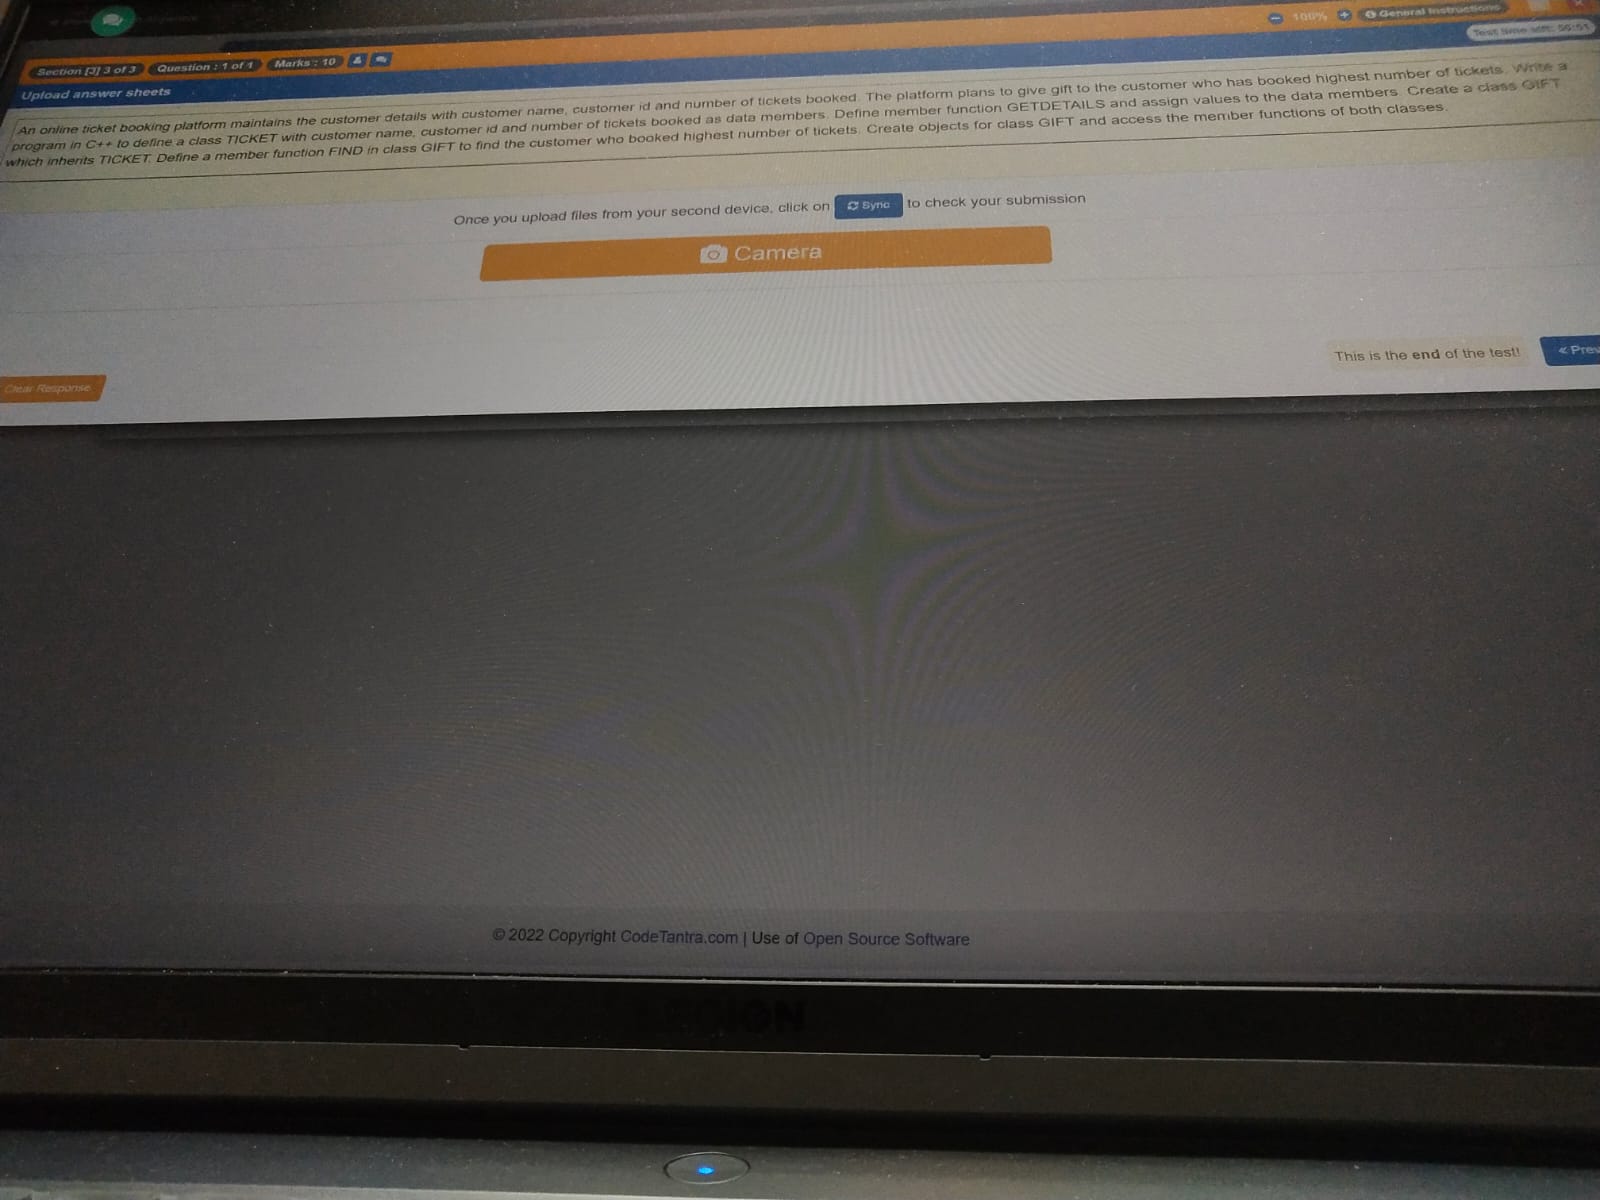 100%
General Instructions
Section [3] 3 of 3
Question : 1 of 1
Marks : 10
Test time left:
Upload answer sheets
An online ticket booking platform maintains the customer details with customer name, customer id and number of tickets booked. The platform plans to give gift to the customer who has booked highest number of tickets. Write a
program in C++ to define a class TICKET with customer name, customer id and number of tickets booked as data members. Define member function GETDETAILS and assign values to the data members. Create a class GIFT
which inherits TICKET. Define a member function FIND in class GIFT to find the customer who booked highest number of tickets. Create objects for class GIFT and access the member functions of both classes.
Once you upload files from your second device, click on Sync to check your submission
Camera
This is the end of the test!
« Prev
Clear Response
© 2022 Copyright CodeTantra.com | Use of Open Source Software